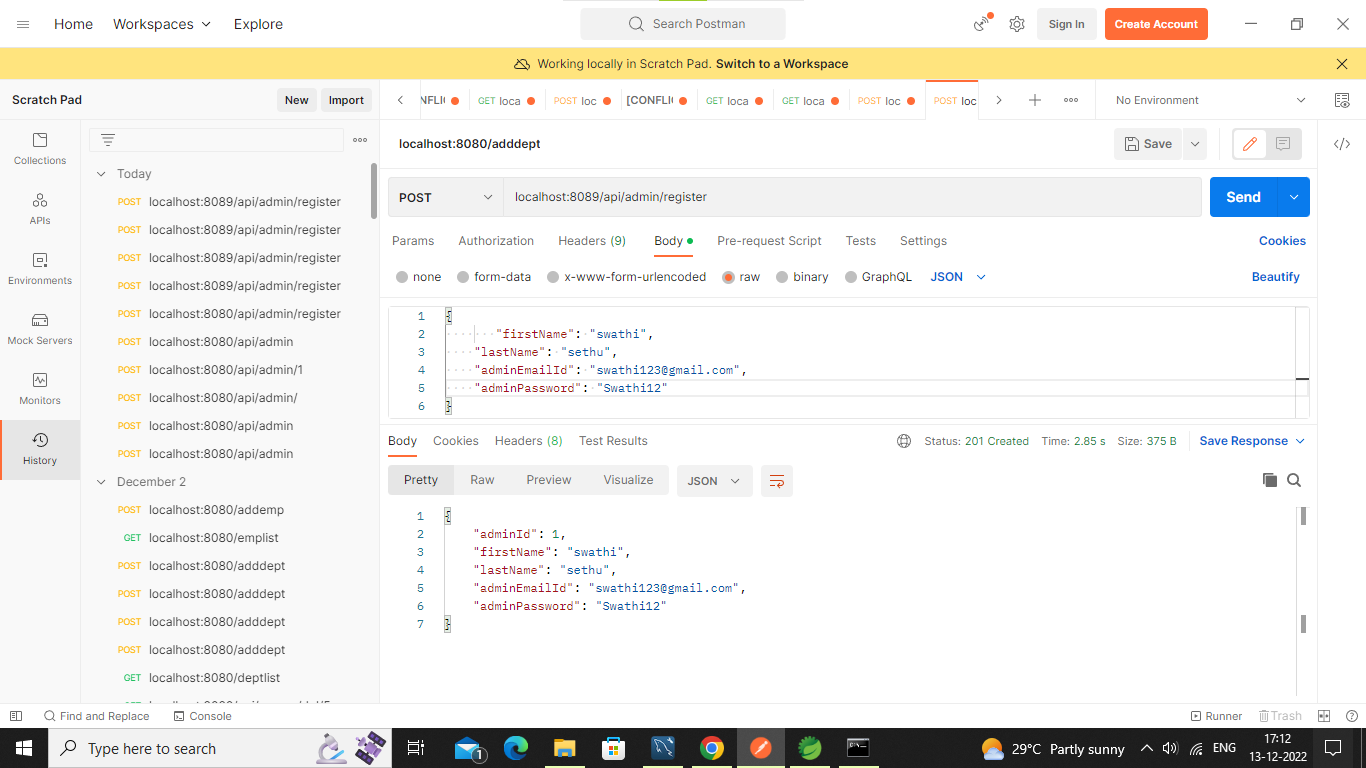 Home Workspaces Explore Search Postman Sign In Create Account
Working locally in Scratch Pad. Switch to a Workspace
Scratch Pad New Import
NFLI GET loca POST loc [CONFLI GET loca GET loca POST loc POST loc No Environment
Collections
APIs
Environments
Mock Servers
Monitors
History
Today
POST localhost:8089/api/admin/register
POST localhost:8089/api/admin/register
POST localhost:8089/api/admin/register
POST localhost:8089/api/admin/register
POST localhost:8089/api/admin/register
POST localhost:8080/api/admin
POST localhost:8080/api/admin/1
POST localhost:8080/api/admin/
POST localhost:8080/api/admin
POST localhost:8080/api/admin
December 2
POST localhost:8080/addemp
GET localhost:8080/emplist
POST localhost:8080/adddept
POST localhost:8080/adddept
POST localhost:8080/adddept
POST localhost:8080/adddept
GET localhost:8080/deptlist
localhost:8080/adddept Save
POST localhost:8089/api/admin/register Send
Params Authorization Headers (9) Body Pre-request Script Tests Settings Cookies
none form-data x-www-form-urlencoded raw binary GraphQL JSON Beautify
1 {
2 "firstName": "swathi",
3 "lastName": "sethu",
4 "adminEmailId": "swathi123@gmail.com",
5 "adminPassword": "Swathi12"
6 }
Body Cookies Headers (8) Test Results Status: 201 Created Time: 2.85 s Size: 375 B Save Response
Pretty Raw Preview Visualize JSON
1 {
2 "adminId": 1,
3 "firstName": "swathi",
4 "lastName": "sethu",
5 "adminEmailId": "swathi123@gmail.com",
6 "adminPassword": "Swathi12"
7 }
Find and Replace Console Runner Trash
Type here to search 1 29°C Partly sunny ENG 17:12
13-12-2022